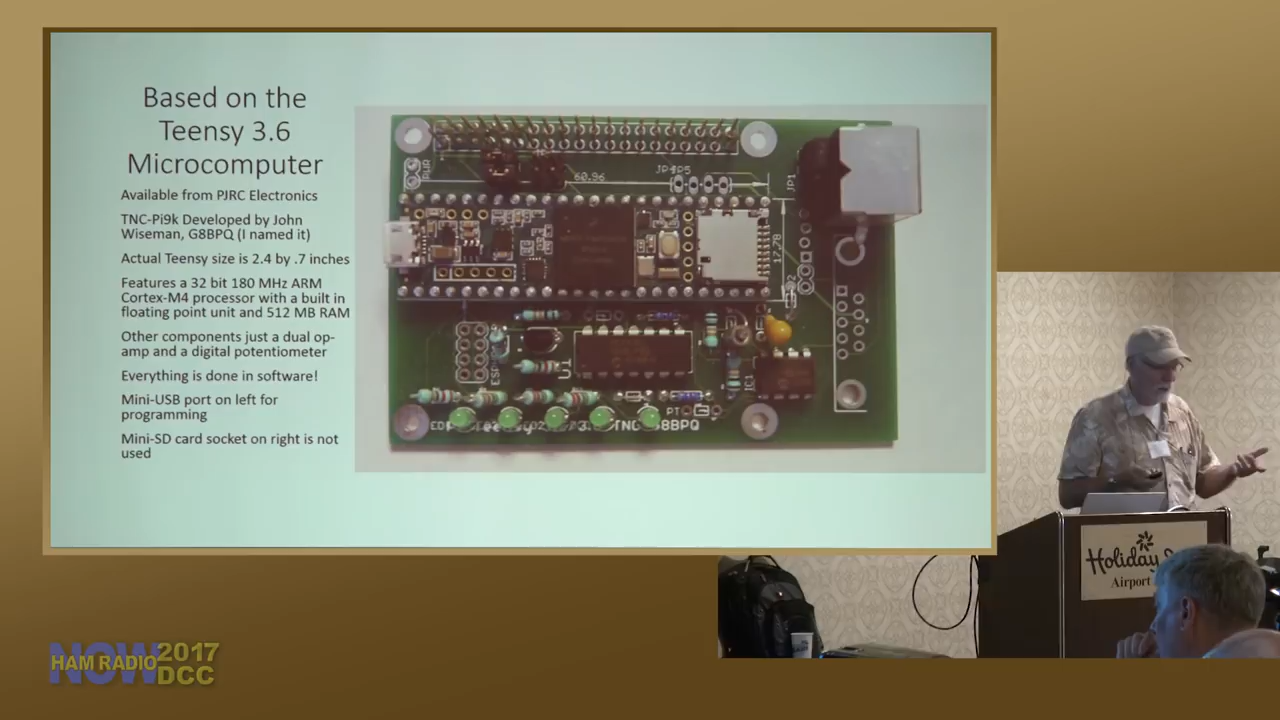 Based on the
Teensy 3.6
Microcomputer
Available from PJRC Electronics
TNC-Pi9k Developed by John
Wiseman, G8BPQ (I named it)
Actual Teensy size is 2.4 by .7 inches
Features a 32 bit 180 MHz ARM
Cortex-M4 processor with a built in
floating point unit and 512 MB RAM
Other components just a dual op-
amp and a digital potentiometer
Everything is done in software!
Mini-USB port on left for
programming
Mini-SD card socket on right is not
used
PWR
60.96
JP1
17.78
U1
IC1
PT
TNC G8BPQ
Holiday
Airport
HAM RADIO
NOW
2017
DCC